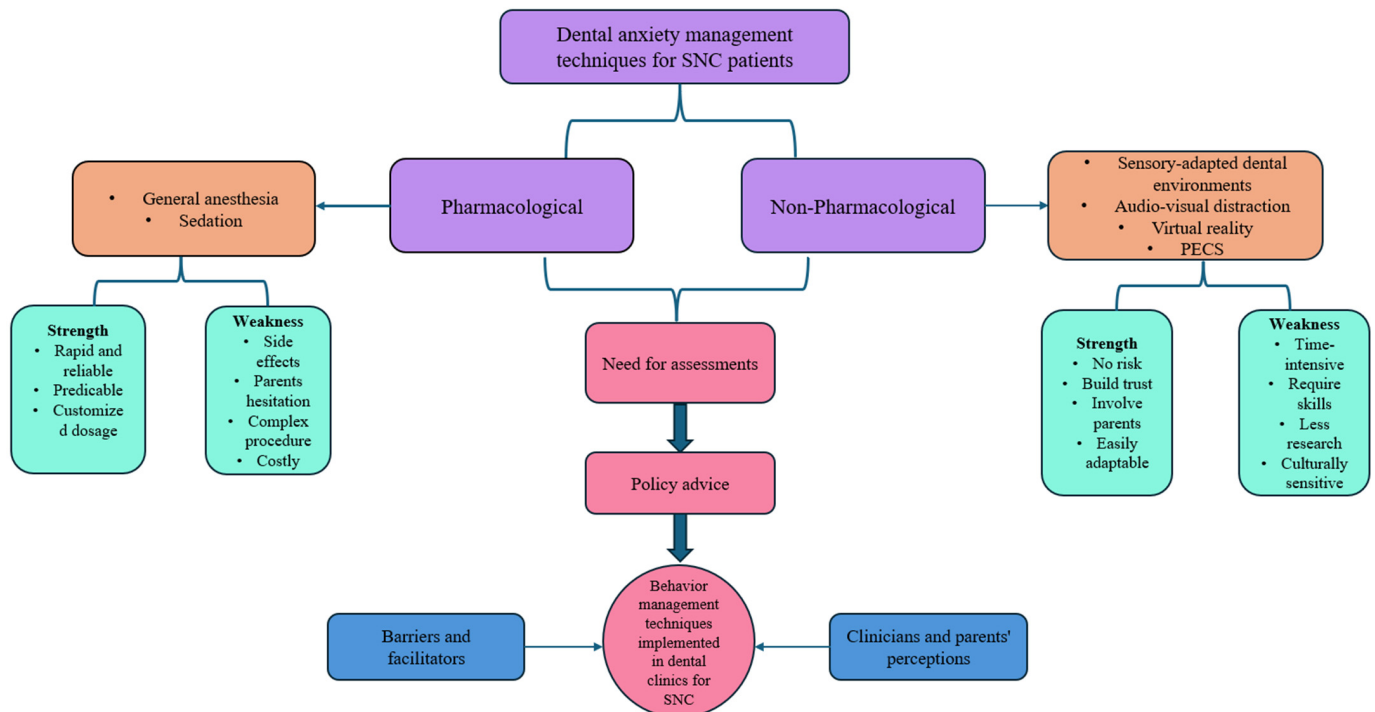 Dental anxiety management
techniques for SNC patients
Pharmacological
Non-Pharmacological
• General anesthesia
• Sedation
• Sensory-adapted dental
environments
• Audio-visual distraction
• Virtual reality
• PECS
Strength
• Rapid and
reliable
• Predicable
• Customize
d dosage
Weakness
• Side
effects
• Parents
hesitation
• Complex
procedure
• Costly
Need for assessments
Policy advice
Strength
• No risk
• Build trust
• Involve
parents
• Easily
adaptable
Weakness
• Time-
intensive
• Require
skills
• Less
research
• Culturally
sensitive
Barriers and
facilitators
Behavior
management
techniques
implemented
in dental
clinics for
SNC
Clinicians and parents'
perceptions